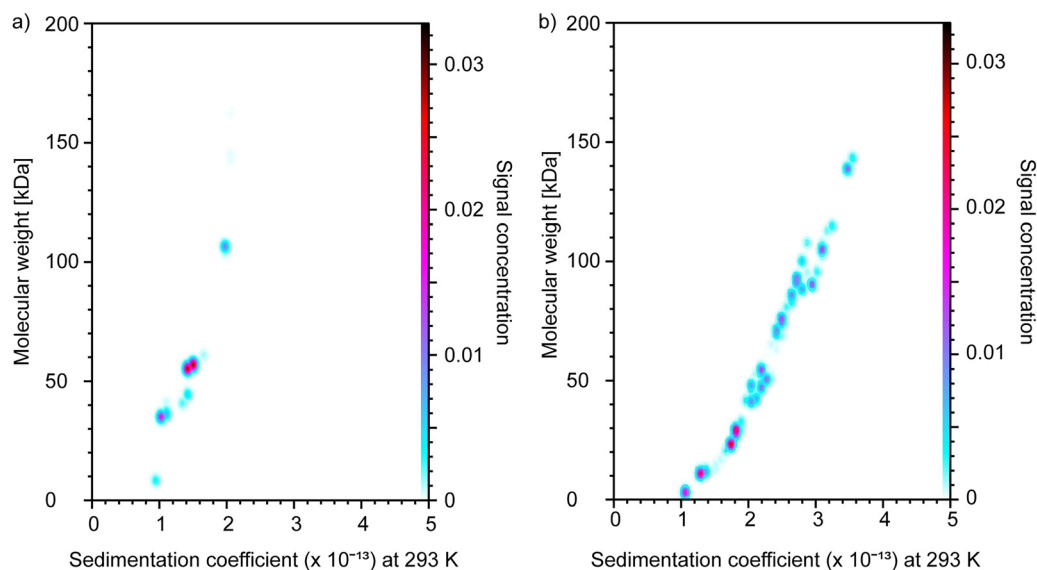 a)
200
150
100
50
0
Molecular weight [kDa]
0 1 2 3 4 5
Sedimentation coefficient (x 10⁻¹³) at 293 K
0.03
0.02
0.01
0
Signal concentration
b)
200
150
100
50
0
Molecular weight [kDa]
0 1 2 3 4 5
Sedimentation coefficient (x 10⁻¹³) at 293 K
0.03
0.02
0.01
0
Signal concentration